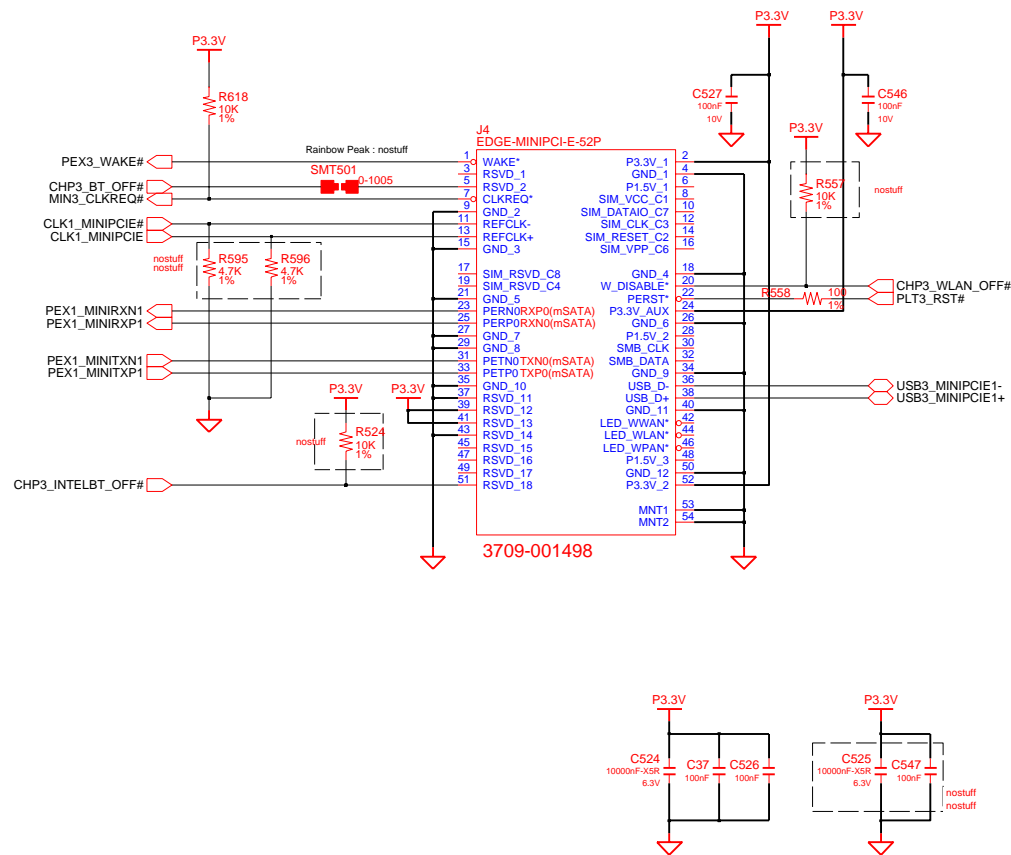 P3.3V P3.3V
P3.3V
C527 100nF 10V
C546 100nF 10V
R618 10K 1%
P3.3V
J4
EDGE-MINIPCI-E-52P
Rainbow Peak : nostuff
PEX3_WAKE# 1 WAKE* P3.3V_1 2
3 RSVD_1 GND_1 4
SMT501 0-1005
CHP3_BT_OFF# 5 RSVD_2 P1.5V_1 6
MIN3_CLKREQ# 7 CLKREQ* SIM_VCC_C1 8
R557 10K 1% nostuff
9 GND_2 SIM_DATAIO_C7 10
CLK1_MINIPCIE# 11 REFCLK- SIM_CLK_C3 12
CLK1_MINIPCIE 13 REFCLK+ SIM_RESET_C2 14
15 GND_3 SIM_VPP_C6 16
nostuff
nostuff
R595 4.7K 1%
R596 4.7K 1%
17 SIM_RSVD_C8 GND_4 18
19 SIM_RSVD_C4 W_DISABLE* 20 CHP3_WLAN_OFF#
21 GND_5 PERST* 22 R558 100 1% PLT3_RST#
PEX1_MINIRXN1 23 PERN0 RXP0(mSATA) P3.3V_AUX 24
PEX1_MINIRXP1 25 PERP0 RXN0(mSATA) GND_6 26
27 GND_7 P1.5V_2 28
29 GND_8 SMB_CLK 30
PEX1_MINITXN1 31 PETN0 TXN0(mSATA) SMB_DATA 32
PEX1_MINITXP1 33 PETP0 TXP0(mSATA) GND_9 34
35 GND_10 USB_D- 36 USB3_MINIPCIE1-
P3.3V P3.3V
37 RSVD_11 USB_D+ 38 USB3_MINIPCIE1+
39 RSVD_12 GND_11 40
41 RSVD_13 LED_WWAN* 42
43 RSVD_14 LED_WLAN* 44
nostuff R524 10K 1%
45 RSVD_15 LED_WPAN* 46
47 RSVD_16 P1.5V_3 48
49 RSVD_17 GND_12 50
CHP3_INTELBT_OFF# 51 RSVD_18 P3.3V_2 52
MNT1 53
MNT2 54
3709-001498
P3.3V P3.3V
C524 10000nF-X5R 6.3V
C37 100nF
C526 100nF
C525 10000nF-X5R 6.3V
C547 100nF
nostuff
nostuff